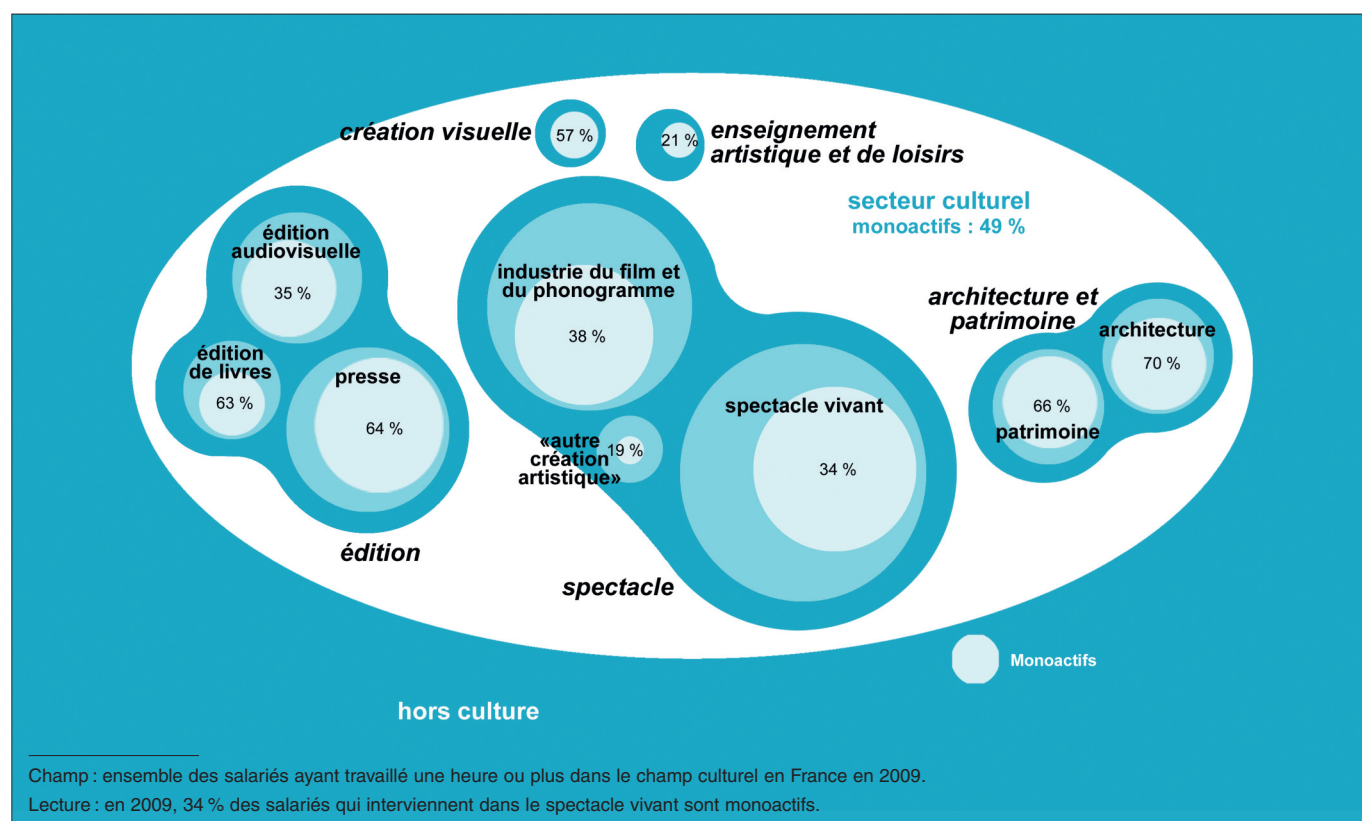 création visuelle
57 %
21 %
enseignement
artistique et de loisirs
secteur culturel
monoactifs : 49 %
édition
audiovisuelle
35 %
édition
de livres
63 %
presse
64 %
édition
industrie du film et
du phonogramme
38 %
«autre
création
artistique»
19 %
spectacle vivant
34 %
spectacle
architecture et
patrimoine
architecture
70 %
66 %
patrimoine
Monoactifs
hors culture
Champ : ensemble des salariés ayant travaillé une heure ou plus dans le champ culturel en France en 2009.
Lecture : en 2009, 34 % des salariés qui interviennent dans le spectacle vivant sont monoactifs.